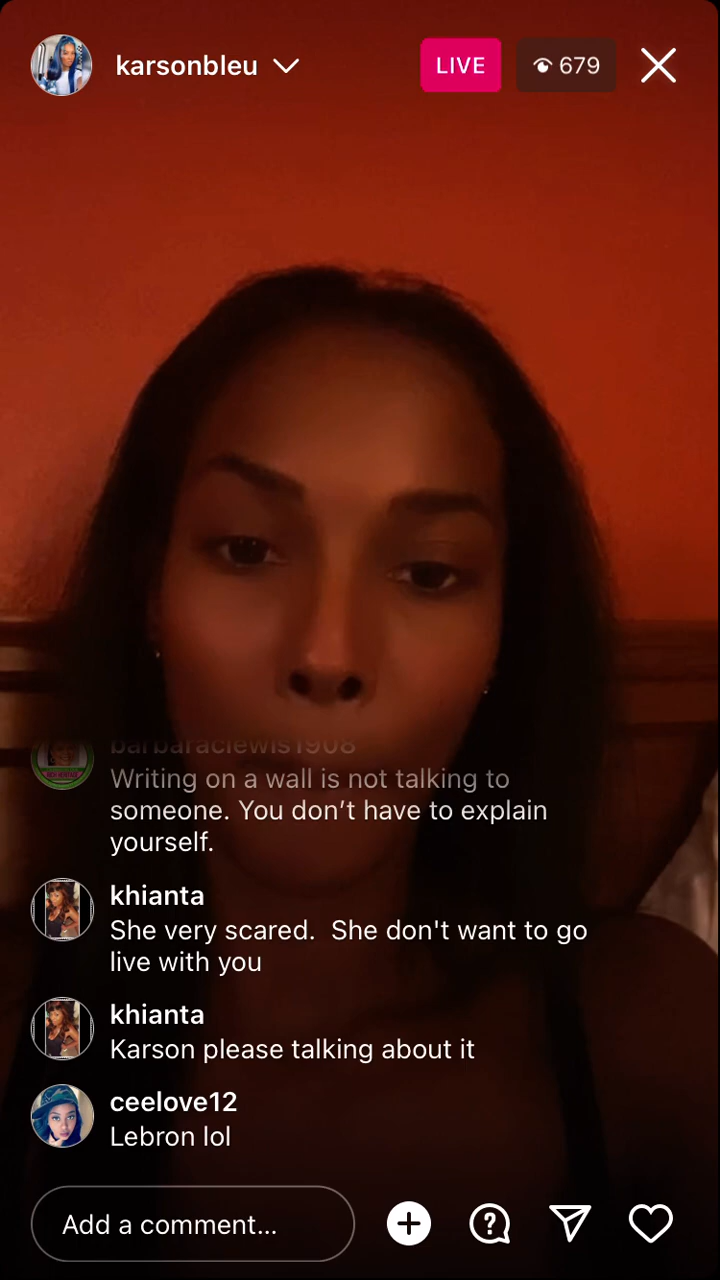 karsonbleu
LIVE
679
barbaraclewis1908
Writing on a wall is not talking to
someone. You don’t have to explain
yourself.
khianta
She very scared.  She don't want to go
live with you
khianta
Karson please talking about it
ceelove12
Lebron lol
Add a comment...